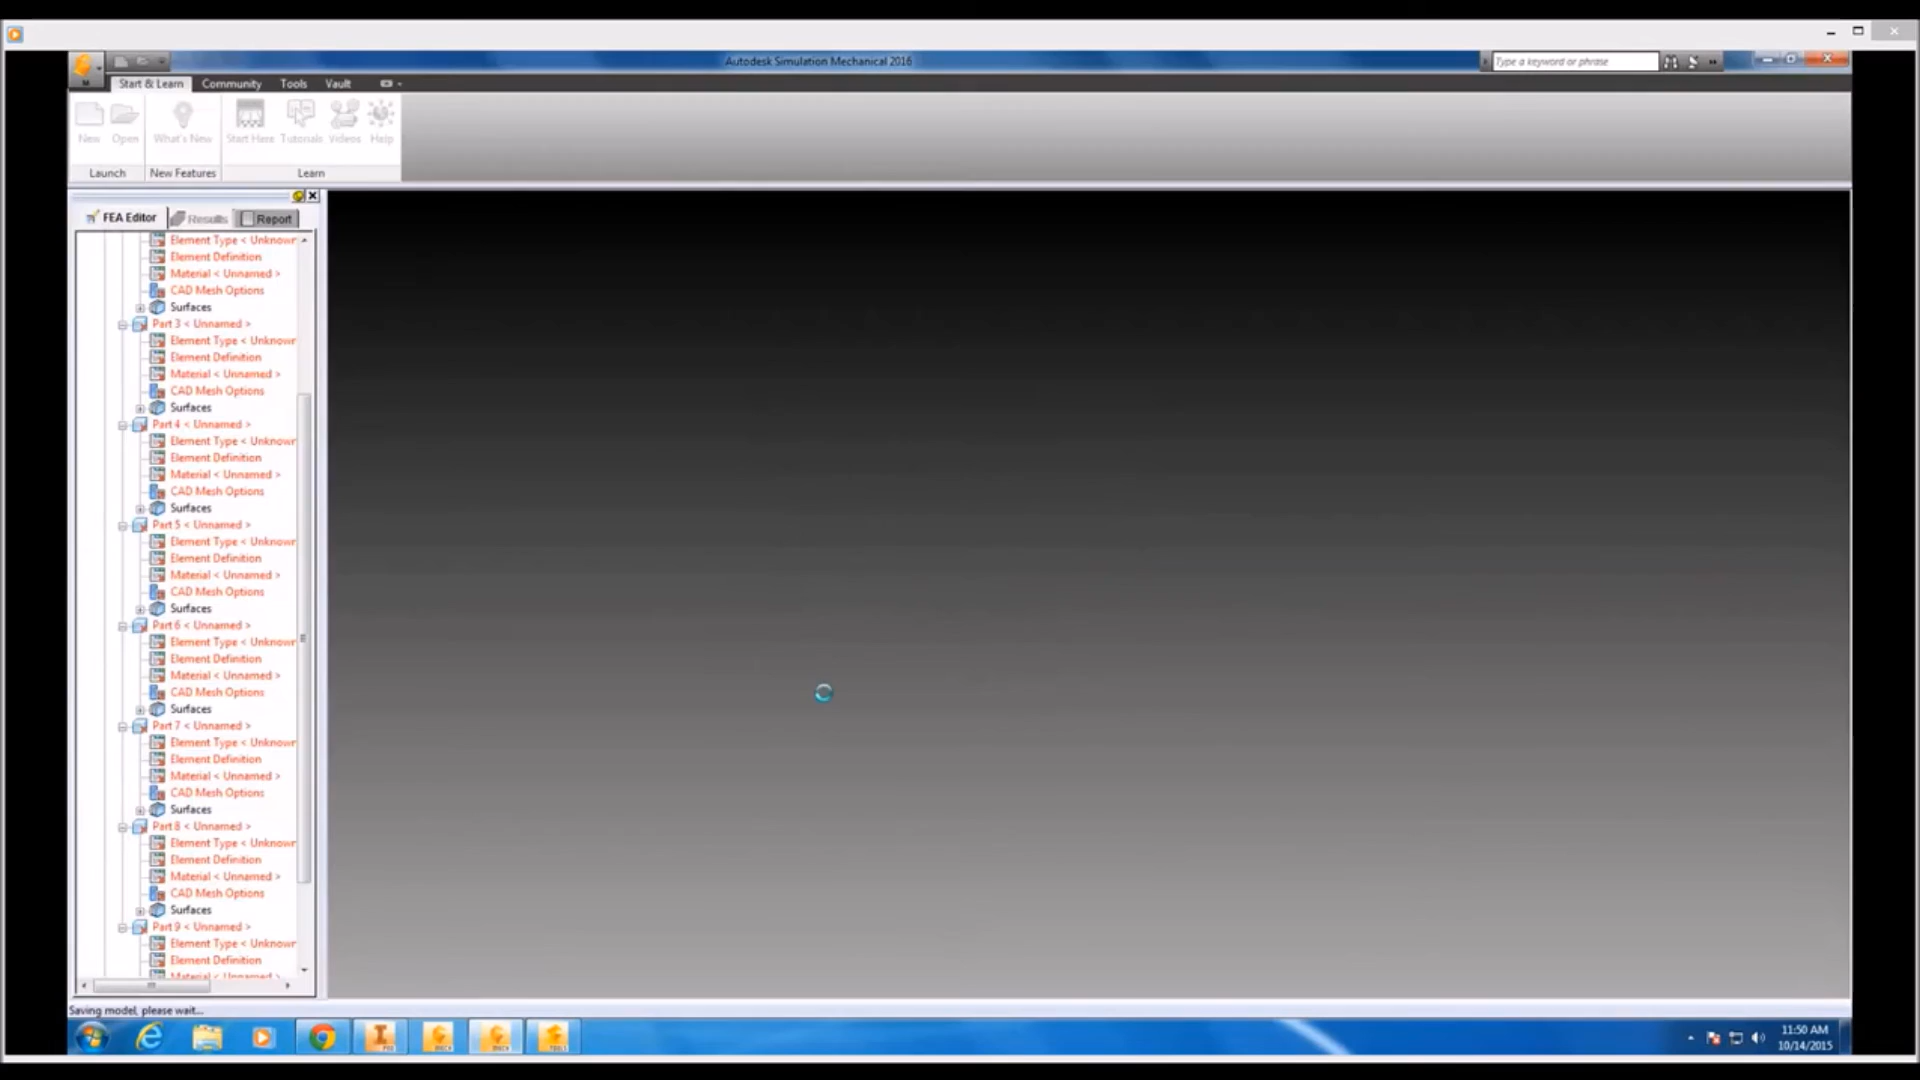 Autodesk Simulation Mechanical 2016
Type a keyword or phrase
Start & Learn Community Tools Vault
New Open What's New Start Here Tutorials Videos Help
Launch New Features Learn
FEA Editor Results Report
Element Type < Unknown
Element Definition
Material < Unnamed >
CAD Mesh Options
Surfaces
Part 3 < Unnamed >
Element Type < Unknown
Element Definition
Material < Unnamed >
CAD Mesh Options
Surfaces
Part 4 < Unnamed >
Element Type < Unknown
Element Definition
Material < Unnamed >
CAD Mesh Options
Surfaces
Part 5 < Unnamed >
Element Type < Unknown
Element Definition
Material < Unnamed >
CAD Mesh Options
Surfaces
Part 6 < Unnamed >
Element Type < Unknown
Element Definition
Material < Unnamed >
CAD Mesh Options
Surfaces
Part 7 < Unnamed >
Element Type < Unknown
Element Definition
Material < Unnamed >
CAD Mesh Options
Surfaces
Part 8 < Unnamed >
Element Type < Unknown
Element Definition
Material < Unnamed >
CAD Mesh Options
Surfaces
Part 9 < Unnamed >
Element Type < Unknown
Element Definition
Material < Unnamed >
Saving model, please wait...
11:50 AM
10/14/2015